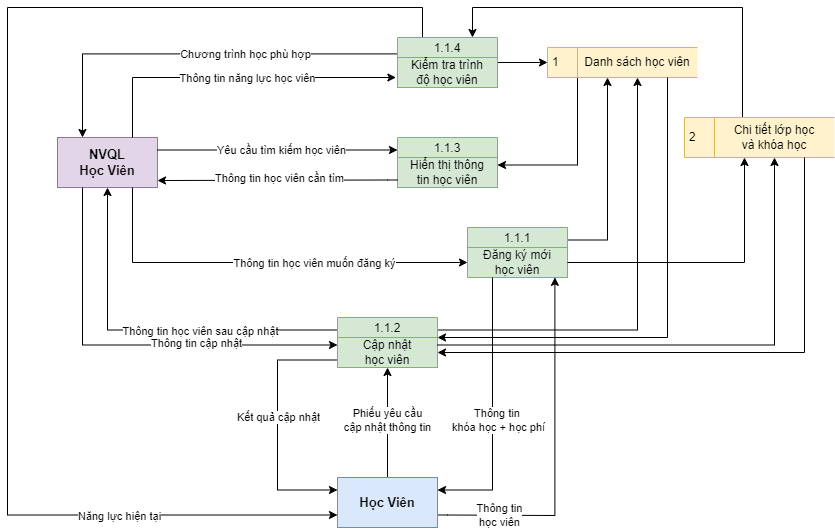 1.1.4
Kiểm tra trình
độ học viên
Chương trình học phù hợp
Thông tin năng lực học viên
1
Danh sách học viên
2
Chi tiết lớp học
và khóa học
NVQL
Học Viên
Yêu cầu tìm kiếm học viên
Thông tin học viên cần tìm
1.1.3
Hiển thị thông
tin học viên
1.1.1
Đăng ký mới
học viên
Thông tin học viên muốn đăng ký
1.1.2
Cập nhật
học viên
Thông tin học viên sau cập nhật
Thông tin cập nhật
Kết quả cập nhật
Phiếu yêu cầu
cập nhật thông tin
Thông tin
khóa học + học phí
Học Viên
Năng lực hiện tại
Thông tin
học viên